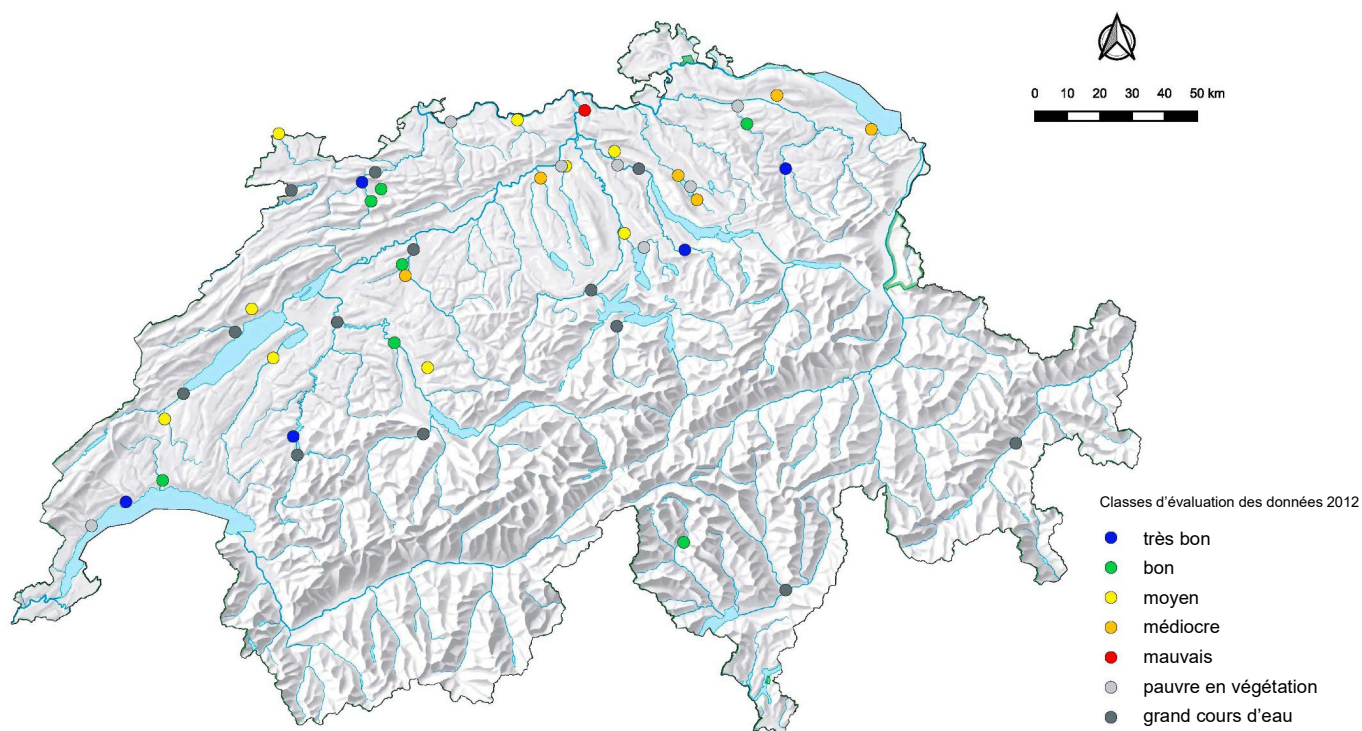 0 10 20 30 40 50 km
Classes d'évaluation des données 2012
très bon
bon
moyen
médiocre
mauvais
pauvre en végétation
grand cours d'eau